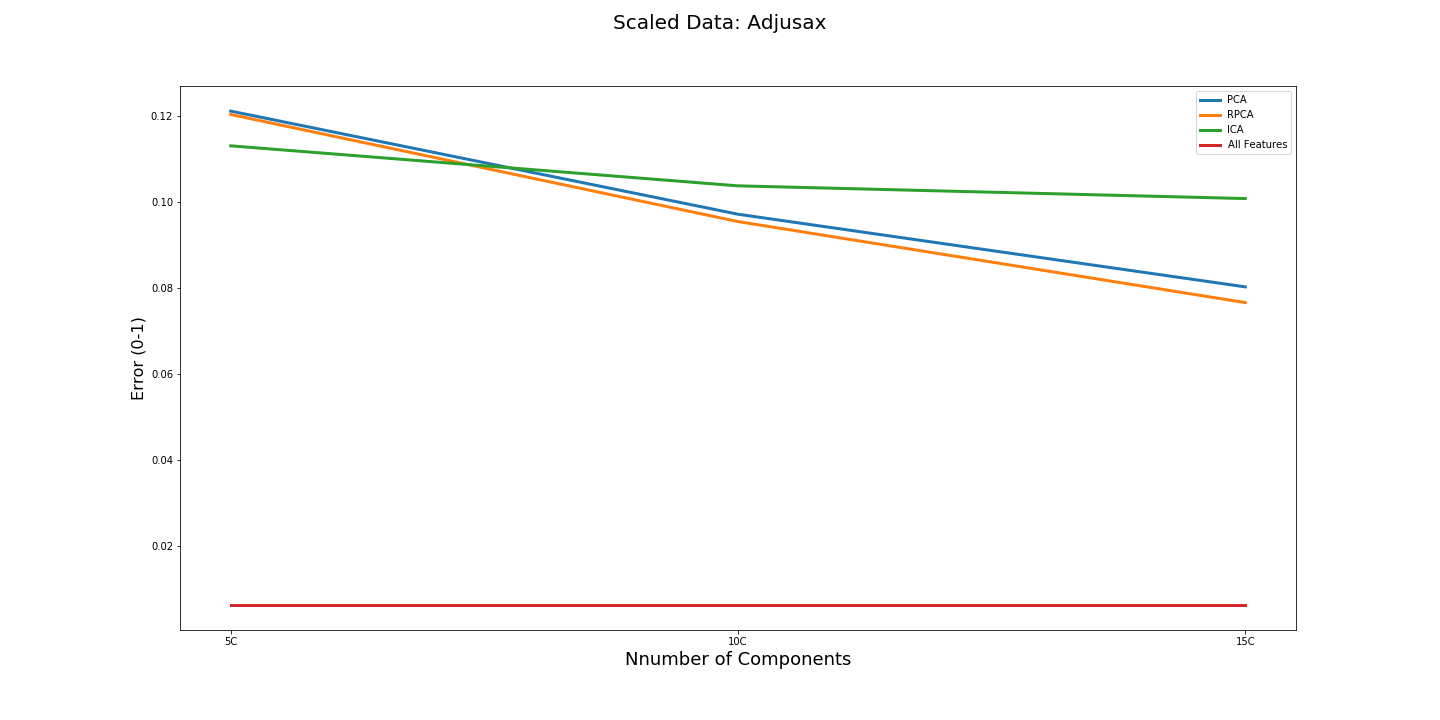 Scaled Data: Adjusax
PCA
RPCA
ICA
All Features
0.12
0.10
0.08
0.06
0.04
0.02
Error (0-1)
5C
10C
15C
Nnumber of Components